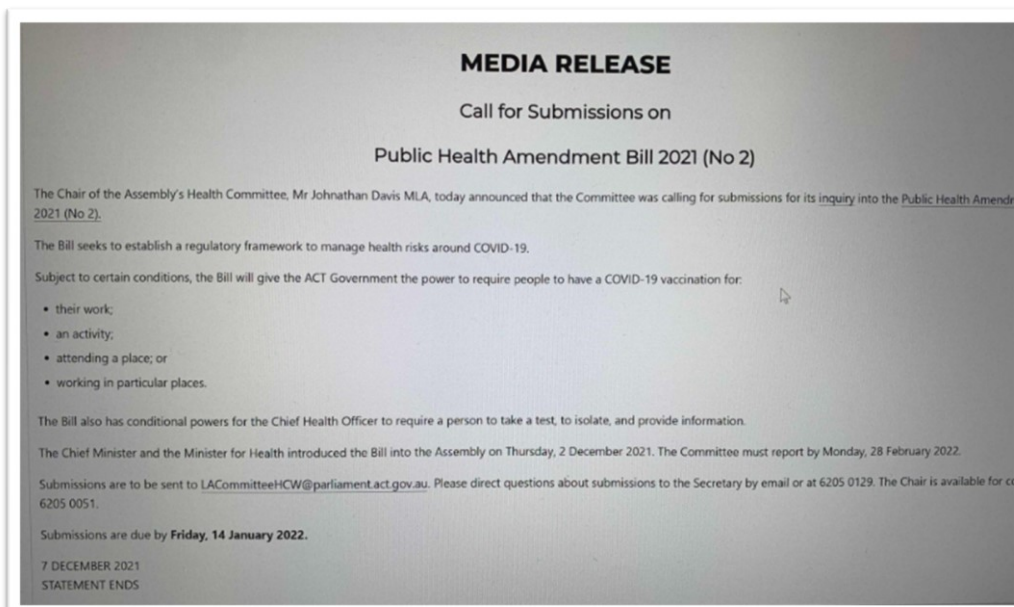 MEDIA RELEASE
Call for Submissions on
Public Health Amendment Bill 2021 (No 2)
The Chair of the Assembly's Health Committee, Mr Johnathan Davis MLA, today announced that the Committee was calling for submissions for its inquiry into the Public Health
2021 (No 2).
The Bill seeks to establish a regulatory framework to manage health risks around COVID-19.
Subject to certain conditions, the Bill will give the ACT Government the power to require people to have a COVID-19 vaccination for:
• their work;
• an activity;
• attending a place; or
• working in particular places.
The Bill also has conditional powers for the Chief Health Officer to require a person to take a test, to isolate, and provide information.
The Chief Minister and the Minister for Health introduced the Bill into the Assembly on Thursday, 2 December 2021. The Committee must report by Monday, 28 February 2022.
Submissions are to be sent to LACommitteeHCW@parliament.act.gov.au. Please direct questions about submissions to the Secretary by email or at 6205 0129. The Chair is available for
6205 0051.
Submissions are due by Friday, 14 January 2022.
7 DECEMBER 2021
STATEMENT ENDS